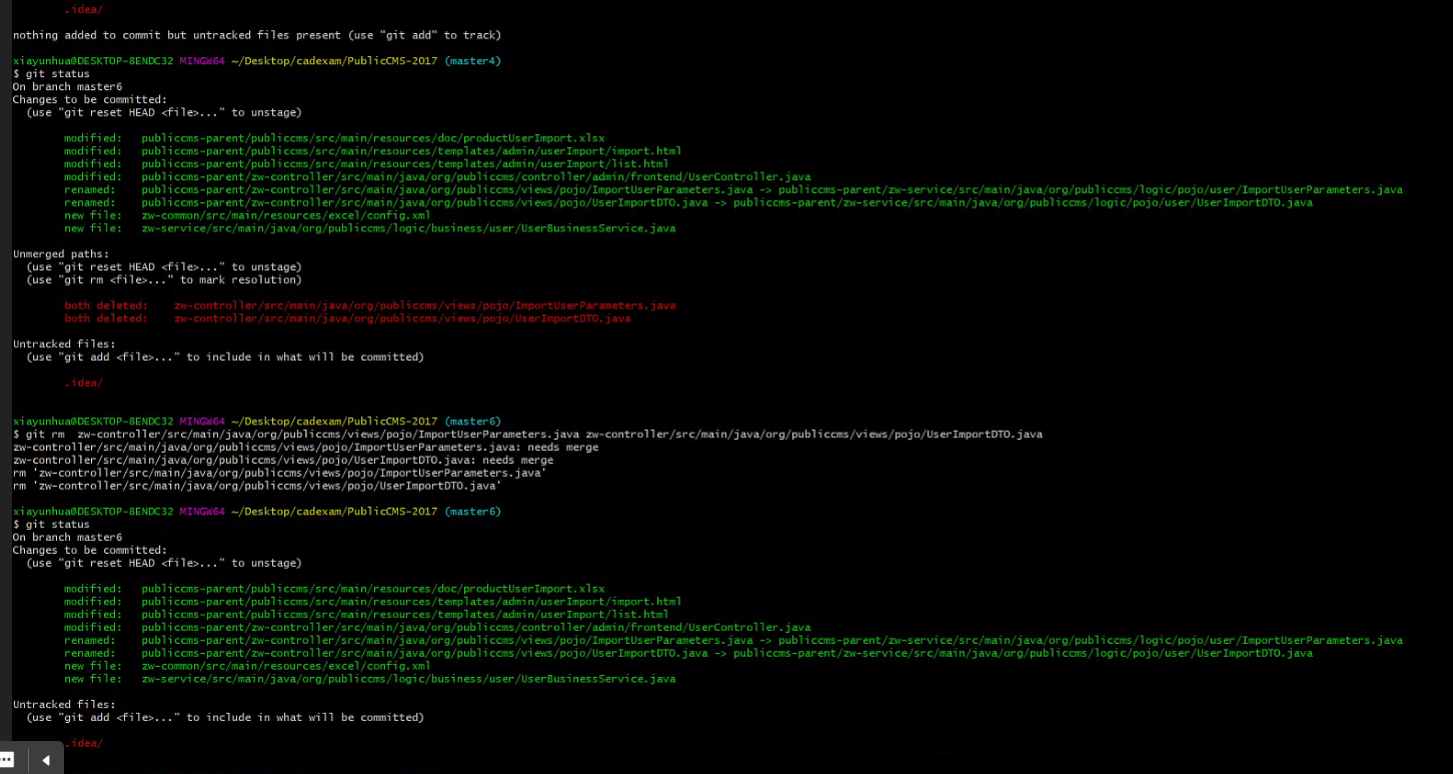 .idea/
nothing added to commit but untracked files present (use "git add" to track)
xiayunhua@DESKTOP-8ENDC32 MINGW64 ~/Desktop/cadexam/PublicCMS-2017 (master4)
$ git status
On branch master6
Changes to be committed:
(use "git reset HEAD <file>..." to unstage)
modified: publiccms-parent/publiccms/src/main/resources/doc/productUserImport.xlsx
modified: publiccms-parent/publiccms/src/main/resources/templates/admin/userImport/import.html
modified: publiccms-parent/publiccms/src/main/resources/templates/admin/userImport/list.html
modified: publiccms-parent/zw-controller/src/main/java/org/publiccms/controller/admin/frontend/UserController.java
renamed: publiccms-parent/zw-controller/src/main/java/org/publiccms/views/pojo/ImportUserParameters.java -> publiccms-parent/zw-service/src/main/java/org/publiccms/logic/pojo/user/ImportUserParameters.java
renamed: publiccms-parent/zw-controller/src/main/java/org/publiccms/views/pojo/UserImportDTO.java -> publiccms-parent/zw-service/src/main/java/org/publiccms/logic/pojo/user/UserImportDTO.java
new file: zw-common/src/main/resources/excel/config.xml
new file: zw-service/src/main/java/org/publiccms/logic/business/user/UserBusinessService.java
Unmerged paths:
(use "git reset HEAD <file>..." to unstage)
(use "git rm <file>..." to mark resolution)
both deleted: zw-controller/src/main/java/org/publiccms/views/pojo/ImportUserParameters.java
both deleted: zw-controller/src/main/java/org/publiccms/views/pojo/UserImportDTO.java
Untracked files:
(use "git add <file>..." to include in what will be committed)
.idea/
xiayunhua@DESKTOP-8ENDC32 MINGW64 ~/Desktop/cadexam/PublicCMS-2017 (master6)
$ git rm  zw-controller/src/main/java/org/publiccms/views/pojo/ImportUserParameters.java zw-controller/src/main/java/org/publiccms/views/pojo/UserImportDTO.java
zw-controller/src/main/java/org/publiccms/views/pojo/ImportUserParameters.java: needs merge
zw-controller/src/main/java/org/publiccms/views/pojo/UserImportDTO.java: needs merge
rm 'zw-controller/src/main/java/org/publiccms/views/pojo/ImportUserParameters.java'
rm 'zw-controller/src/main/java/org/publiccms/views/pojo/UserImportDTO.java'
xiayunhua@DESKTOP-8ENDC32 MINGW64 ~/Desktop/cadexam/PublicCMS-2017 (master6)
$ git status
On branch master6
Changes to be committed:
(use "git reset HEAD <file>..." to unstage)
modified: publiccms-parent/publiccms/src/main/resources/doc/productUserImport.xlsx
modified: publiccms-parent/publiccms/src/main/resources/templates/admin/userImport/import.html
modified: publiccms-parent/publiccms/src/main/resources/templates/admin/userImport/list.html
modified: publiccms-parent/zw-controller/src/main/java/org/publiccms/controller/admin/frontend/UserController.java
renamed: publiccms-parent/zw-controller/src/main/java/org/publiccms/views/pojo/ImportUserParameters.java -> publiccms-parent/zw-service/src/main/java/org/publiccms/logic/pojo/user/ImportUserParameters.java
renamed: publiccms-parent/zw-controller/src/main/java/org/publiccms/views/pojo/UserImportDTO.java -> publiccms-parent/zw-service/src/main/java/org/publiccms/logic/pojo/user/UserImportDTO.java
new file: zw-common/src/main/resources/excel/config.xml
new file: zw-service/src/main/java/org/publiccms/logic/business/user/UserBusinessService.java
Untracked files:
(use "git add <file>..." to include in what will be committed)
.idea/